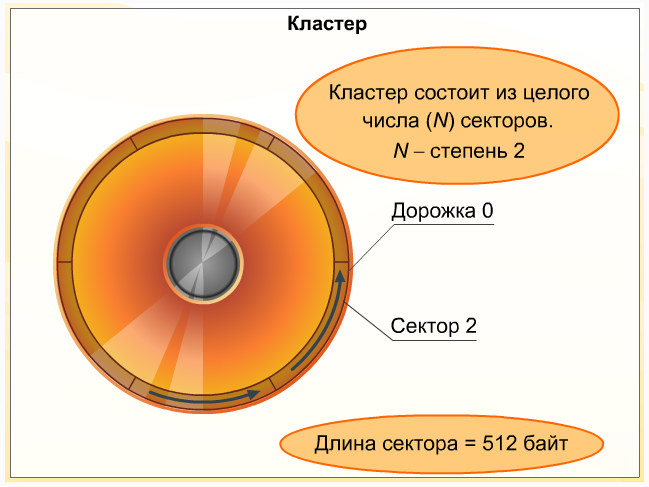 Кластер
Кластер состоит из целого
числа (N) секторов.
N – степень 2
Дорожка 0
Сектор 2
Длина сектора = 512 байт